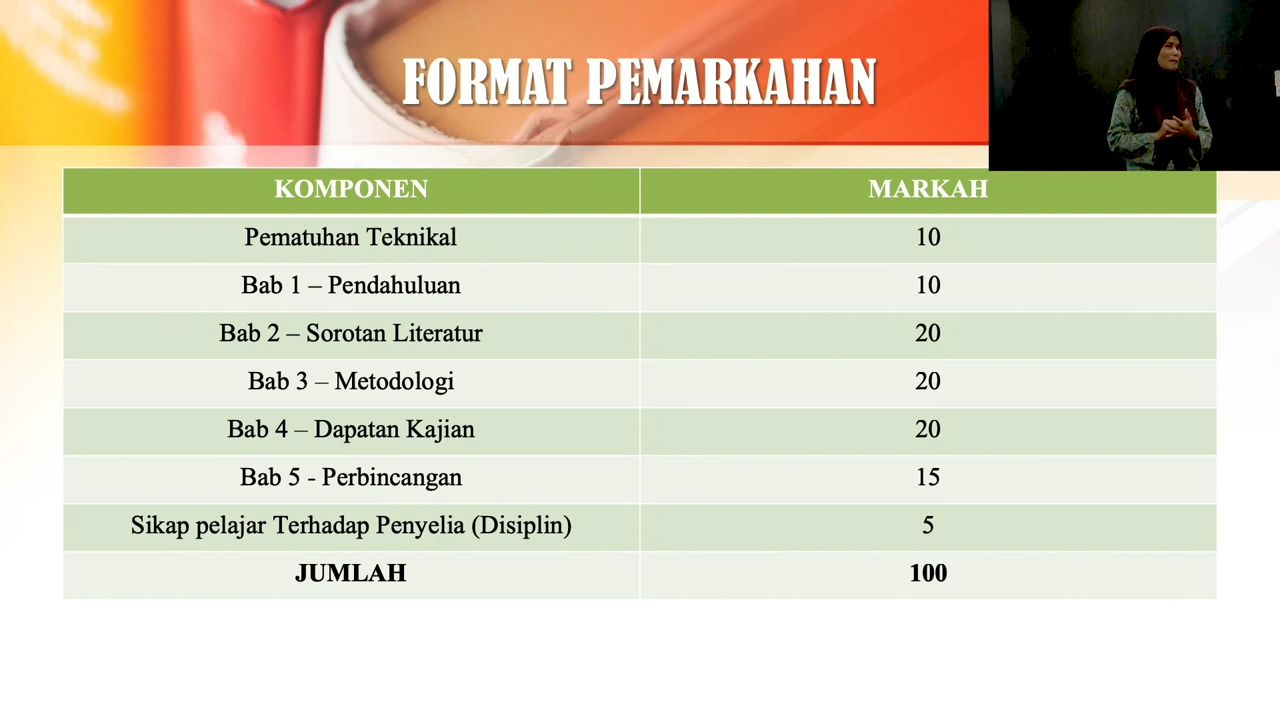 FORMAT PEMARKAHAN
KOMPONEN MARKAH
Pematuhan Teknikal 10
Bab 1 – Pendahuluan 10
Bab 2 – Sorotan Literatur 20
Bab 3 – Metodologi 20
Bab 4 – Dapatan Kajian 20
Bab 5 - Perbincangan 15
Sikap pelajar Terhadap Penyelia (Disiplin) 5
JUMLAH 100